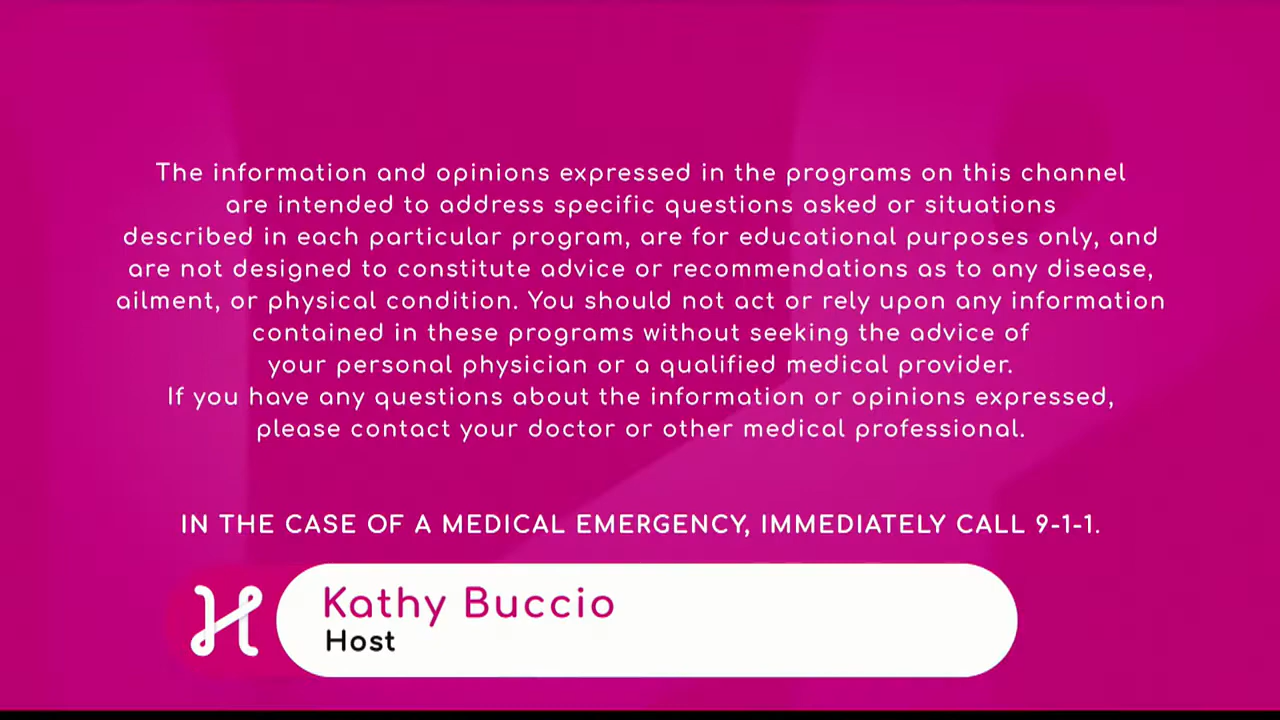 The information and opinions expressed in the programs on this channel
are intended to address specific questions asked or situations
described in each particular program, are for educational purposes only, and
are not designed to constitute advice or recommendations as to any disease,
ailment, or physical condition. You should not act or rely upon any information
contained in these programs without seeking the advice of
your personal physician or a qualified medical provider.
If you have any questions about the information or opinions expressed,
please contact your doctor or other medical professional.
IN THE CASE OF A MEDICAL EMERGENCY, IMMEDIATELY CALL 9-1-1.
H
Kathy Buccio
Host